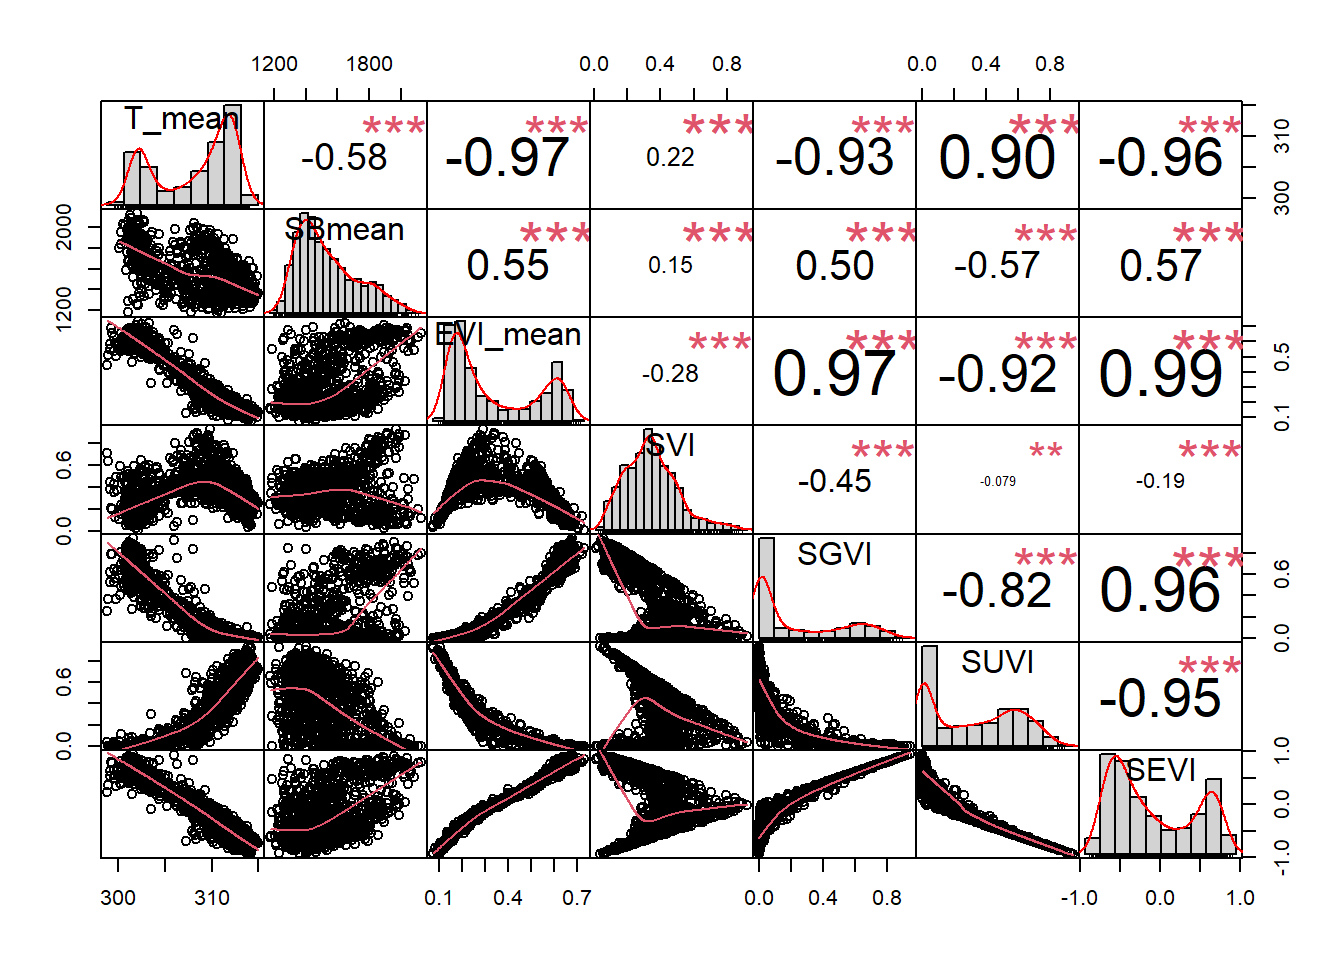 1200 1800 0.0 0.4 0.8 0.0 0.4 0.8
T_mean *** -0.58 *** -0.97 *** 0.22 *** -0.93 *** 0.90 *** -0.96 300 310
1200 2000 SBmean *** 0.55 *** 0.15 *** 0.50 *** -0.57 *** 0.57
EVI_mean *** -0.28 *** 0.97 *** -0.92 *** 0.99 0.1 0.5
0.0 0.6 SVI *** -0.45 ** -0.079 *** -0.19
SGVI *** -0.82 *** 0.96 0.0 0.6
0.0 0.6 SUVI *** -0.95
SEVI -1.0 0.0 1.0
300 310 0.1 0.4 0.7 0.0 0.4 0.8 -1.0 0.0 1.0